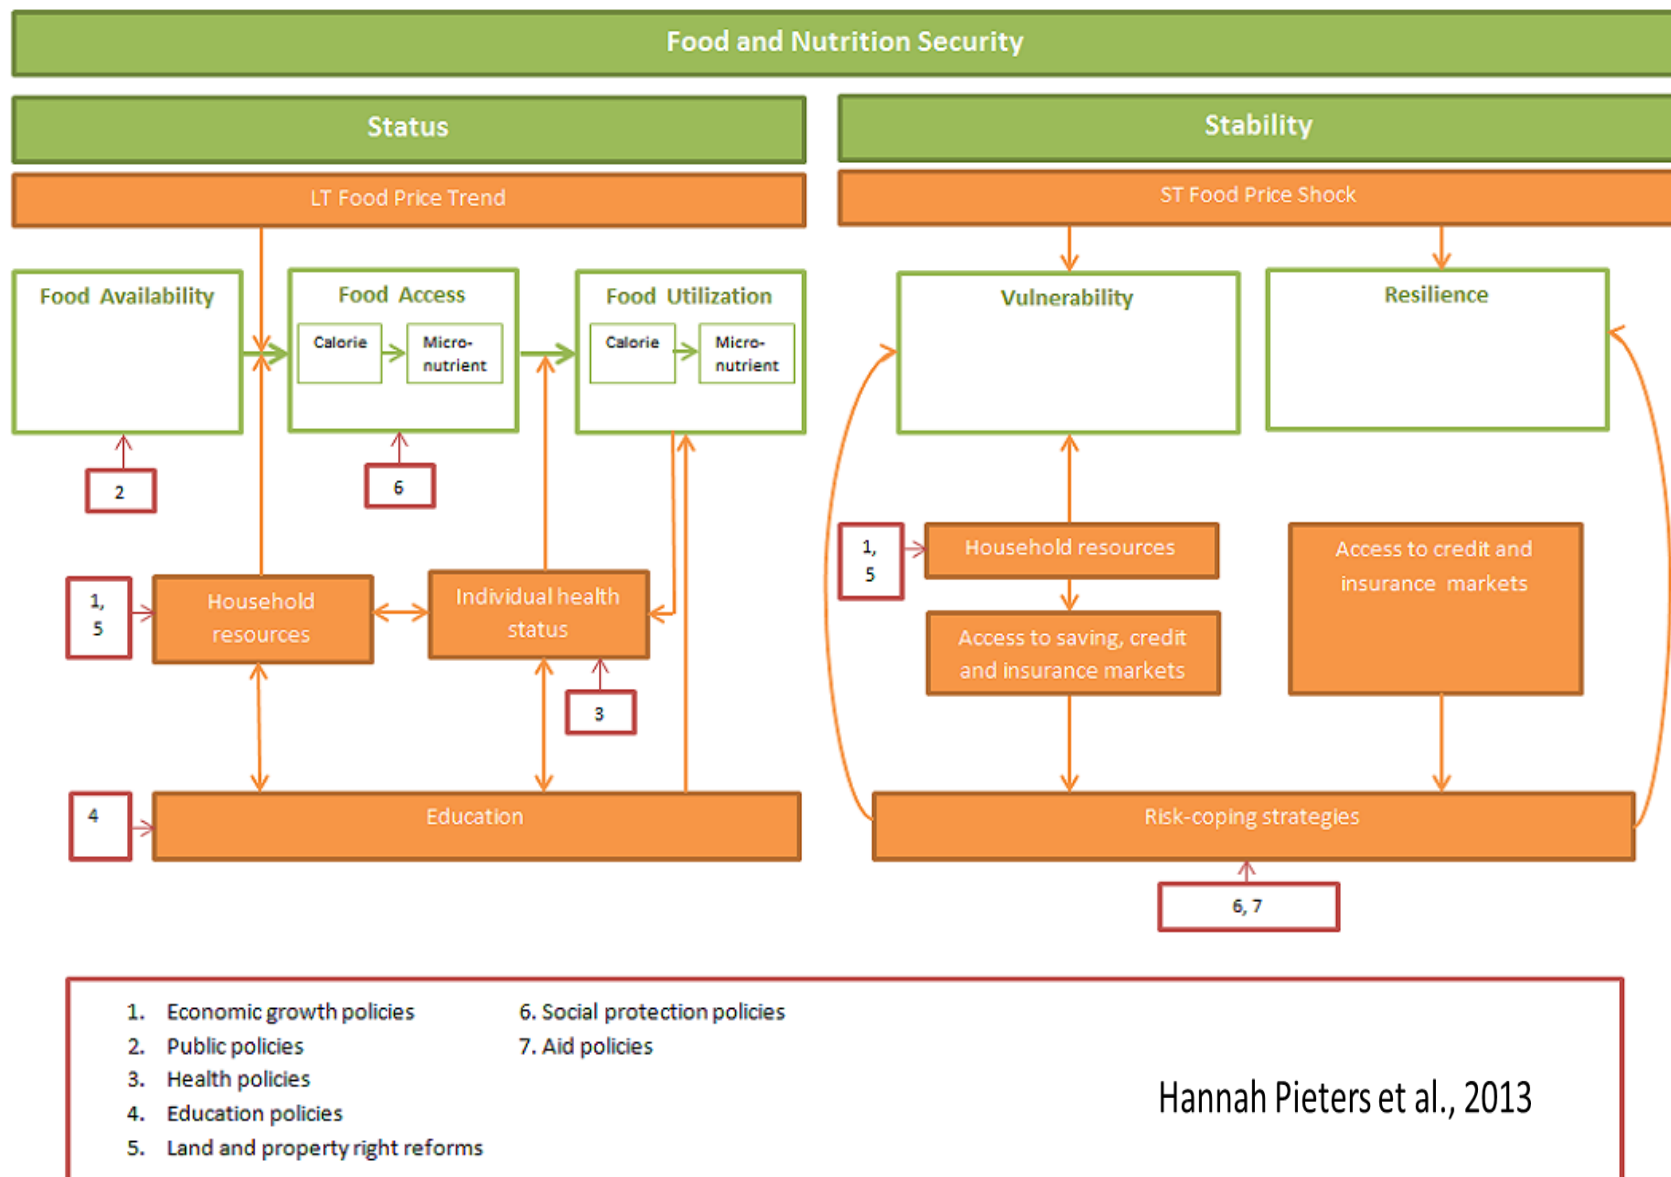 Food and Nutrition Security
Status
Stability
LT Food Price Trend
ST Food Price Shock
Food Availability
Food Access
Calorie
Micro-
nutrient
Food Utilization
Calorie
Micro-
nutrient
Vulnerability
Resilience
2
6
1,
5
Household
resources
Individual health
status
3
4
Education
1,
5
Household resources
Access to saving, credit
and insurance markets
Access to credit and
insurance markets
Risk-coping strategies
6, 7
1. Economic growth policies
2. Public policies
3. Health policies
4. Education policies
5. Land and property right reforms
6. Social protection policies
7. Aid policies
Hannah Pieters et al., 2013